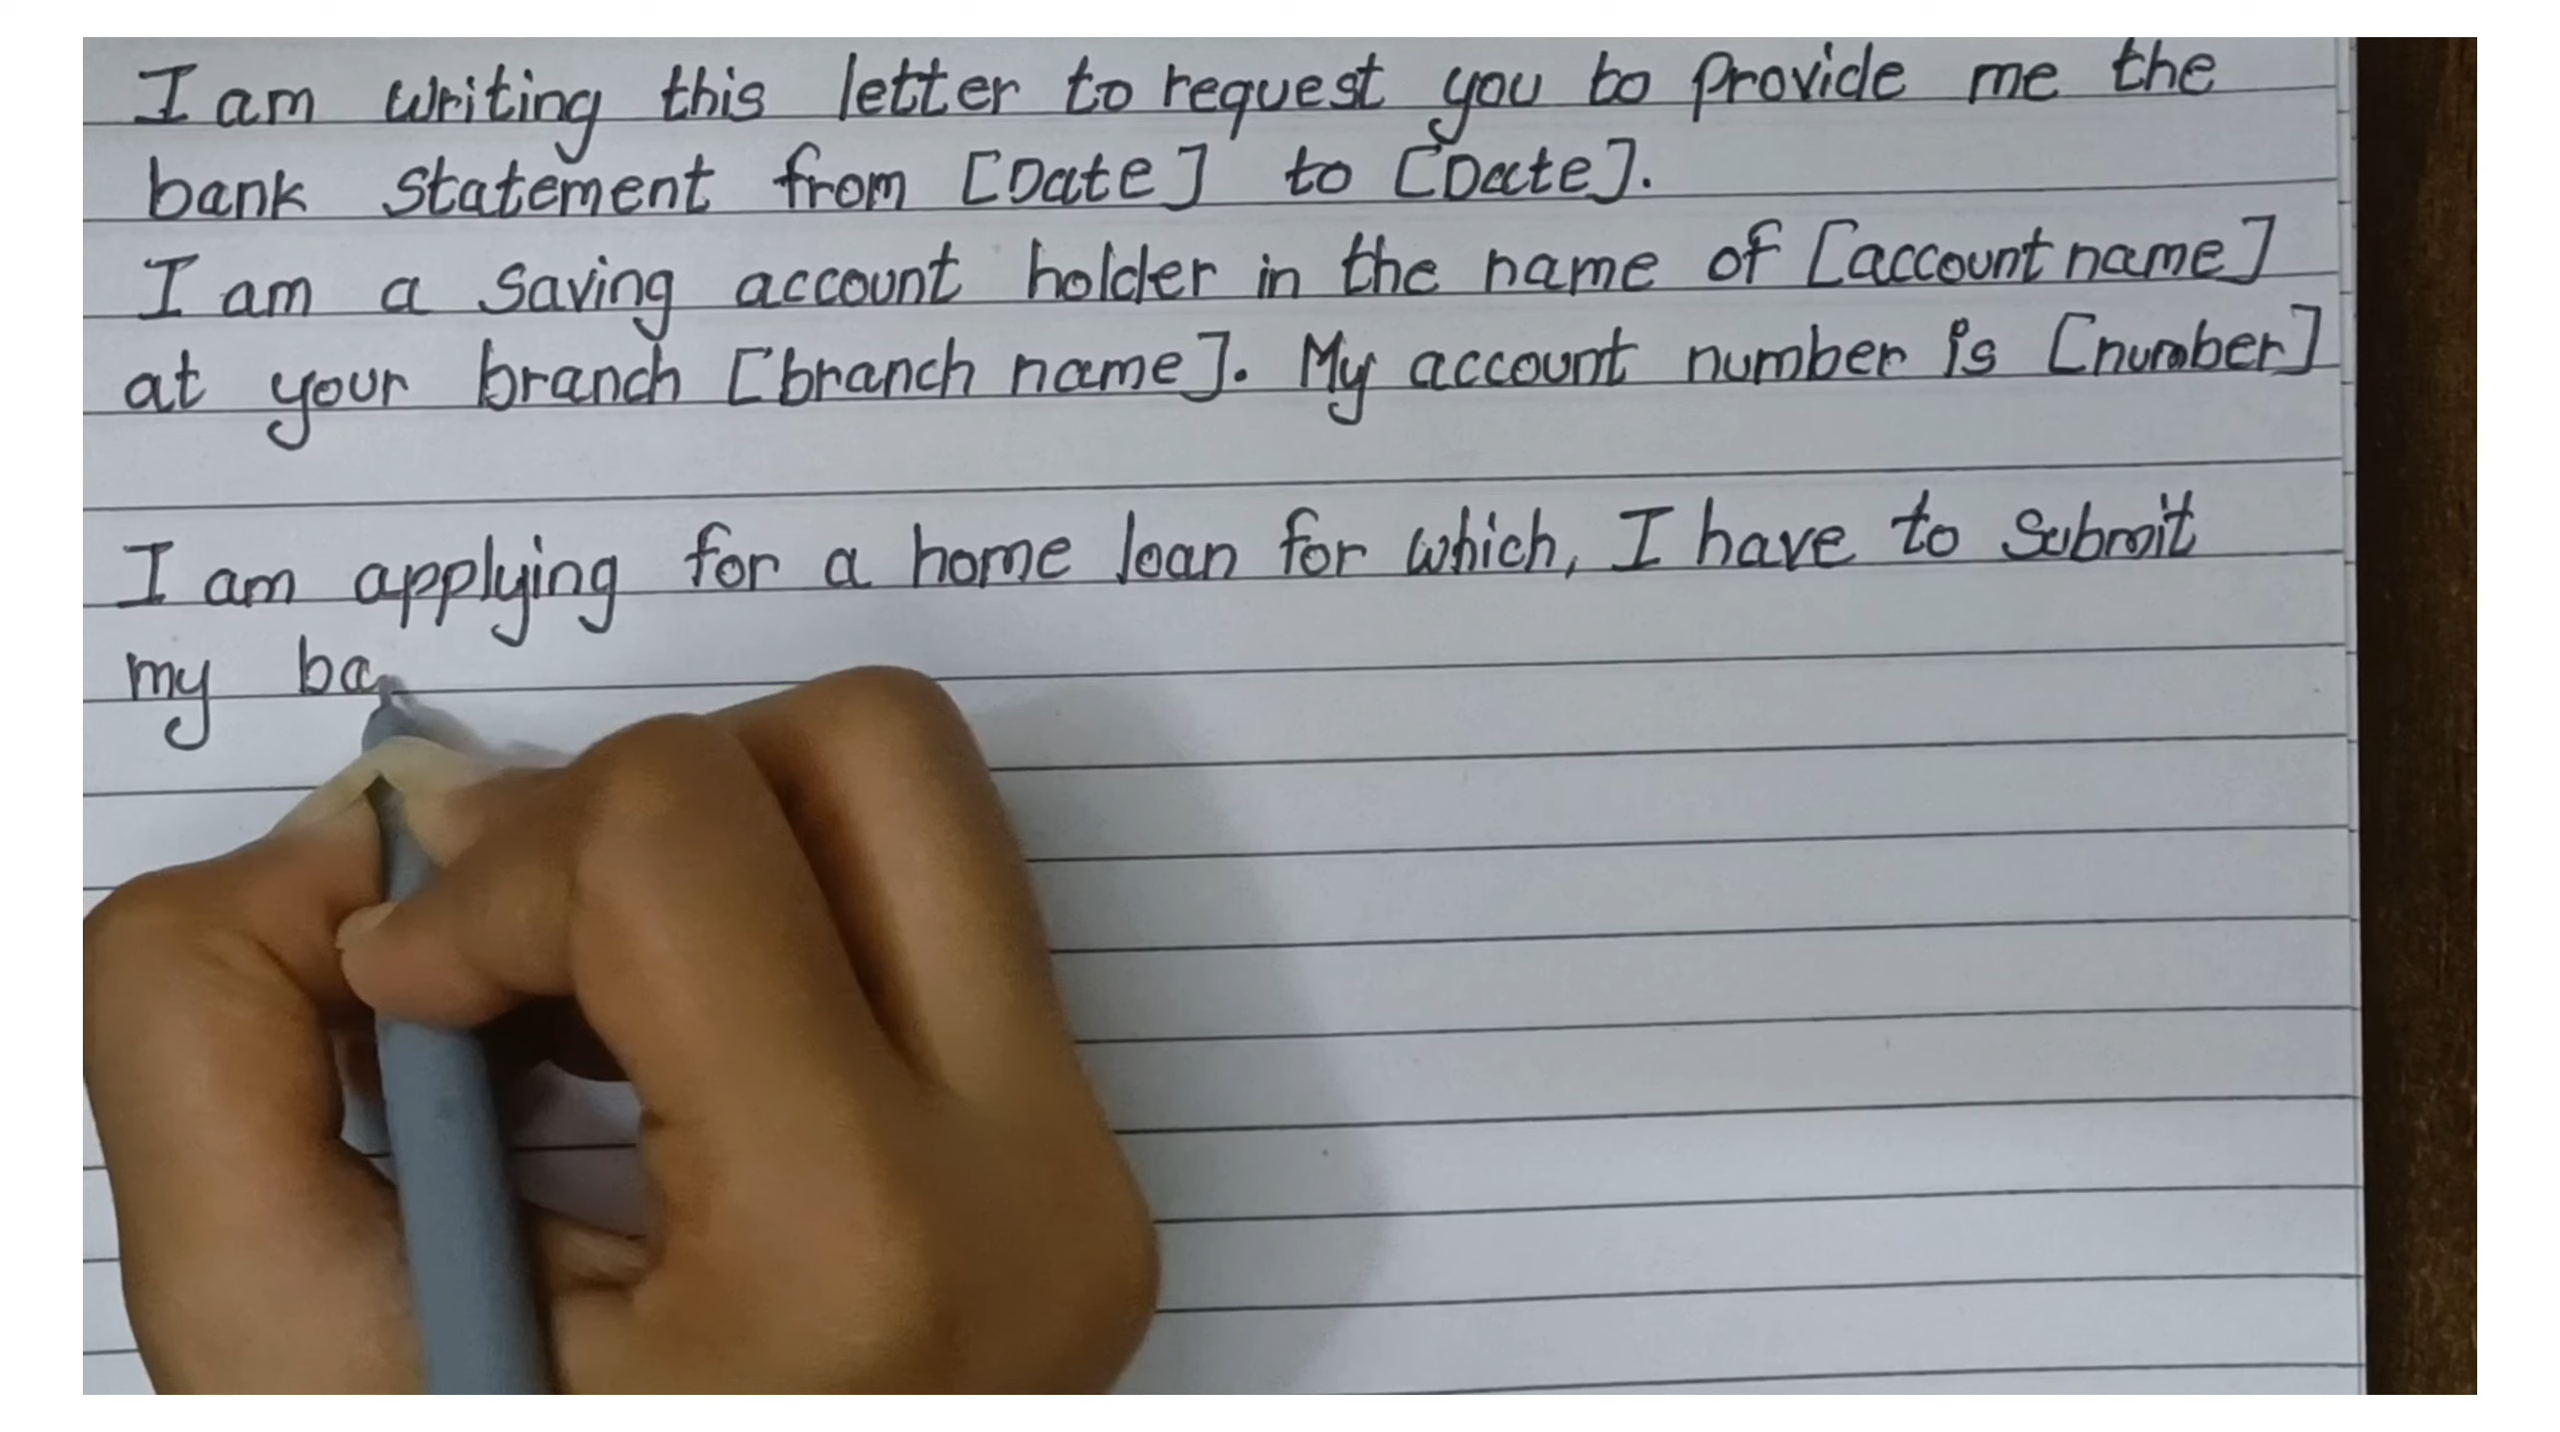 I am writing this letter to request you to provide me the
bank statement from [Date] to [Date].
I am a saving account holder in the name of [account name]
at your branch [branch name]. My account number is [number]
I am applying for a home loan for which, I have to submit
my ba